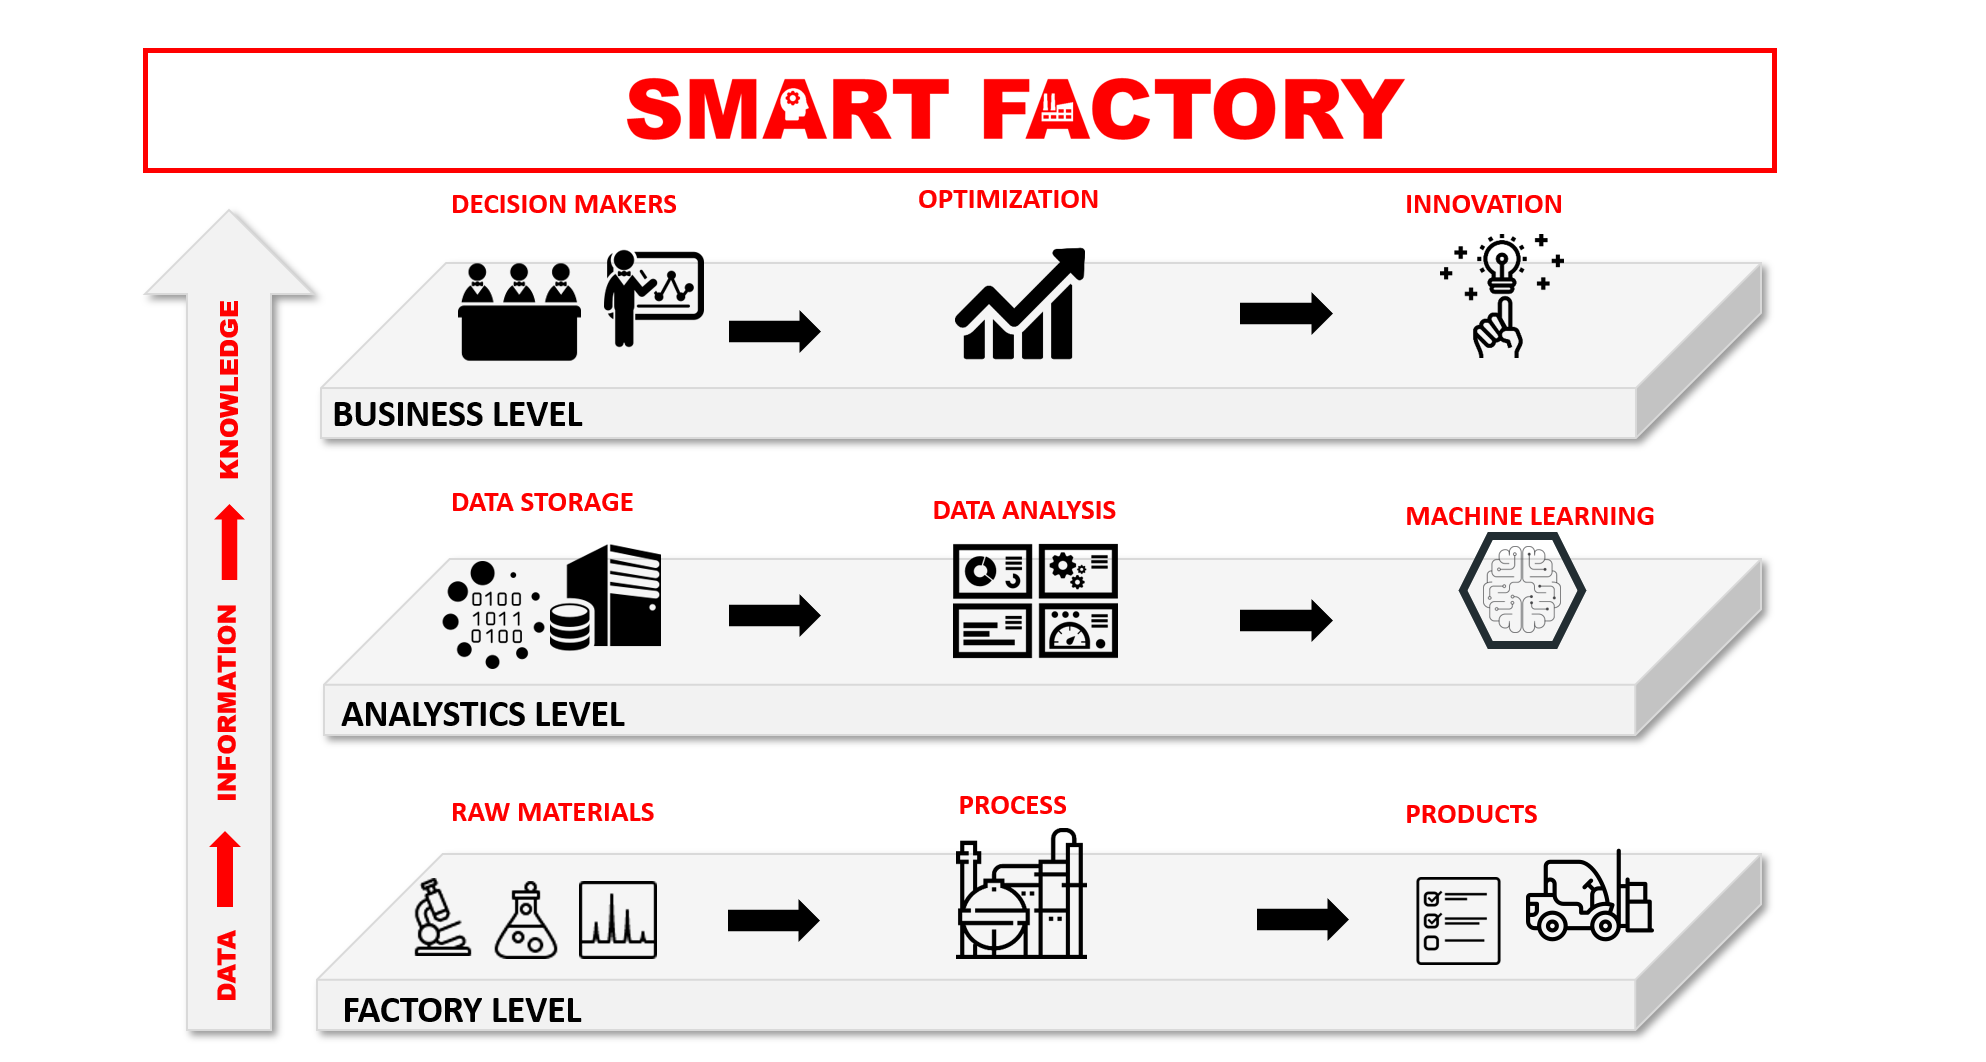 SMART FACTORY
DECISION MAKERS
OPTIMIZATION
INNOVATION
BUSINESS LEVEL
DATA STORAGE
DATA ANALYSIS
MACHINE LEARNING
0100
1011
0100
ANALYSTICS LEVEL
RAW MATERIALS
PROCESS
PRODUCTS
FACTORY LEVEL
KNOWLEDGE
INFORMATION
DATA